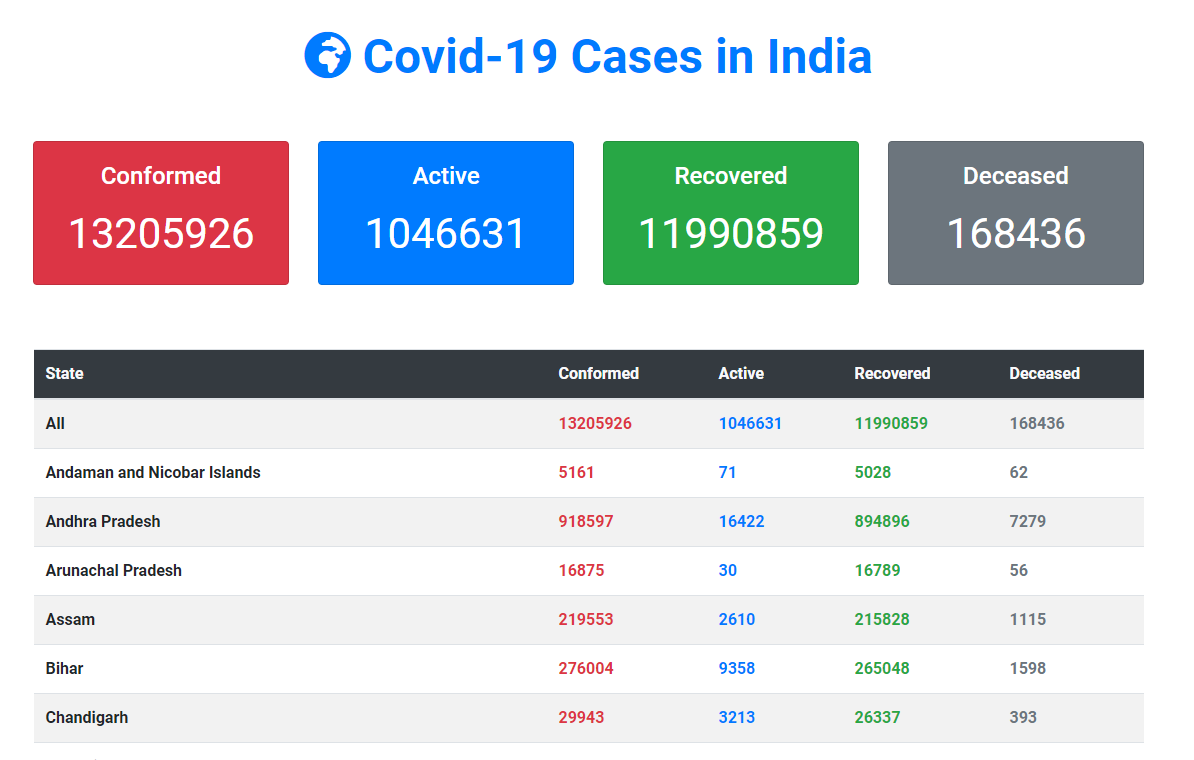 Covid-19 Cases in India
Conformed Active Recovered Deceased
13205926 1046631 11990859 168436
State Conformed Active Recovered Deceased
All 13205926 1046631 11990859 168436
Andaman and Nicobar Islands 5161 71 5028 62
Andhra Pradesh 918597 16422 894896 7279
Arunachal Pradesh 16875 30 16789 56
Assam 219553 2610 215828 1115
Bihar 276004 9358 265048 1598
Chandigarh 29943 3213 26337 393